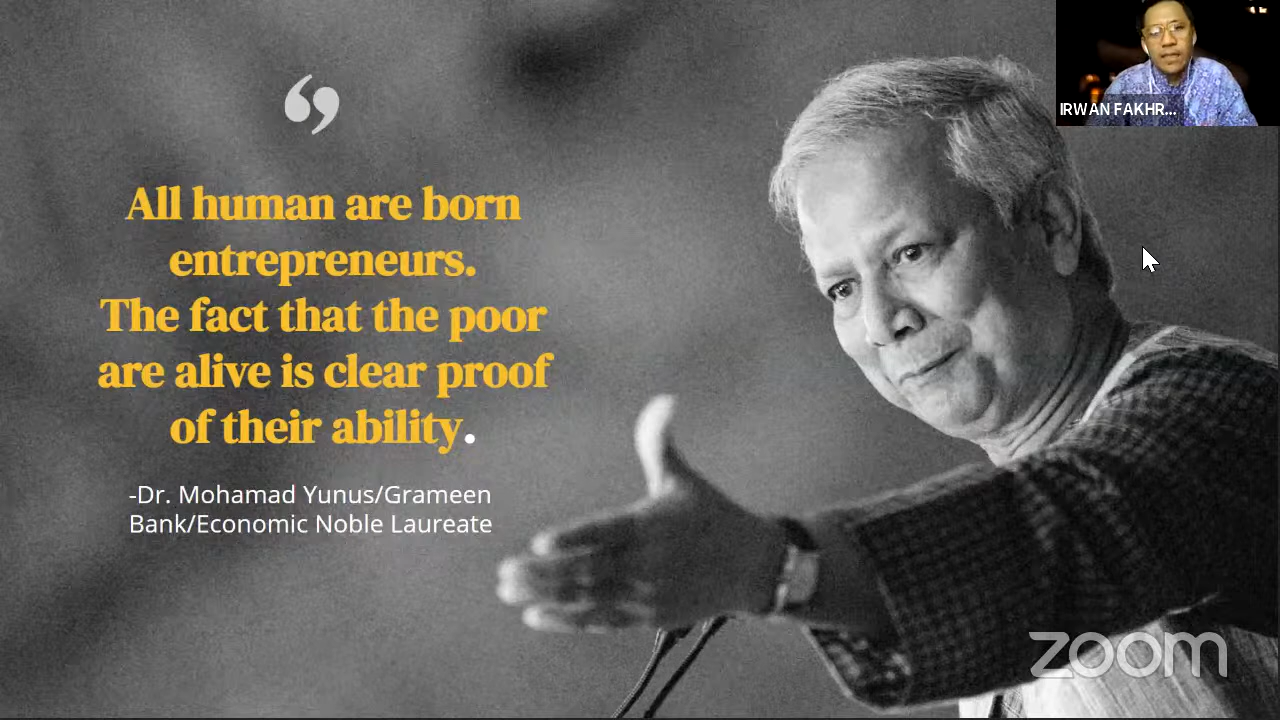 All human are born
entrepreneurs.
The fact that the poor
are alive is clear proof
of their ability.
-Dr. Mohamad Yunus/Grameen
Bank/Economic Noble Laureate
IRWAN FAKHR...
zoom